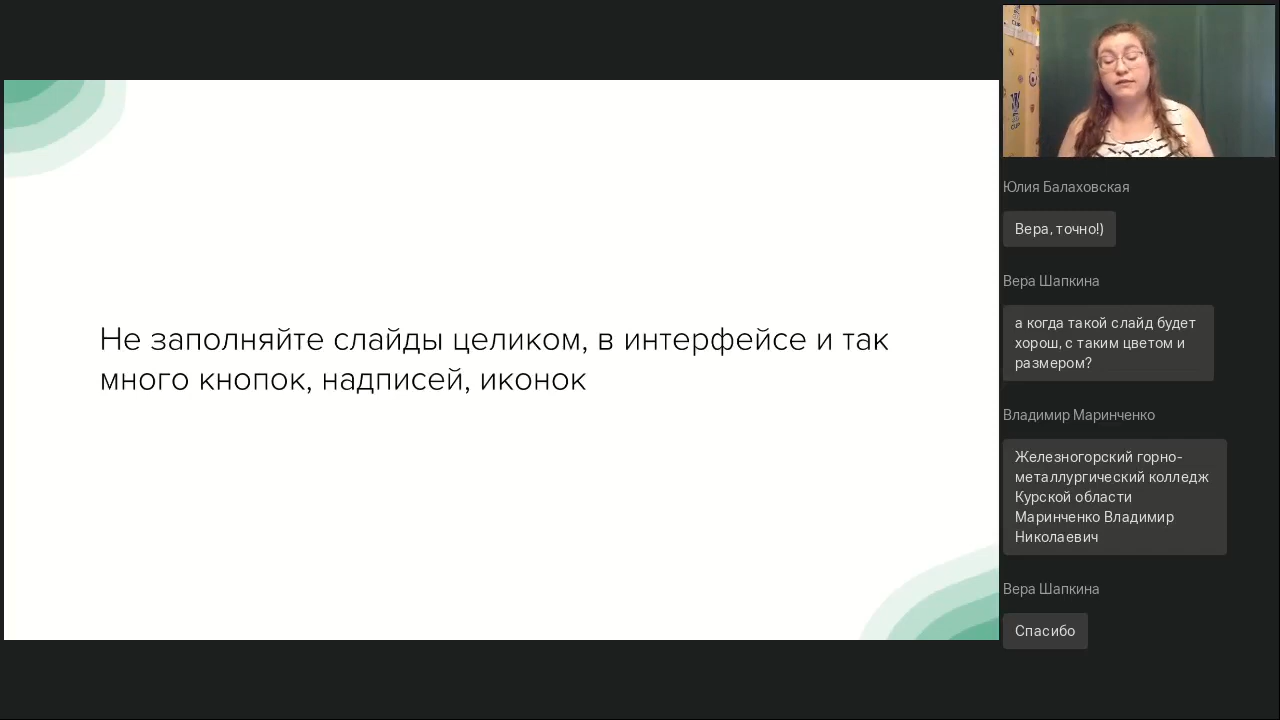 Не заполняйте слайды целиком, в интерфейсе и так
много кнопок, надписей, иконок
Юлия Балаховская
Вера, точно!)
Вера Шапкина
а когда такой слайд будет
хорош, с таким цветом и
размером?
Владимир Маринченко
Железногорский горно-
металлургический колледж
Курской области
Маринченко Владимир
Николаевич
Вера Шапкина
Спасибо